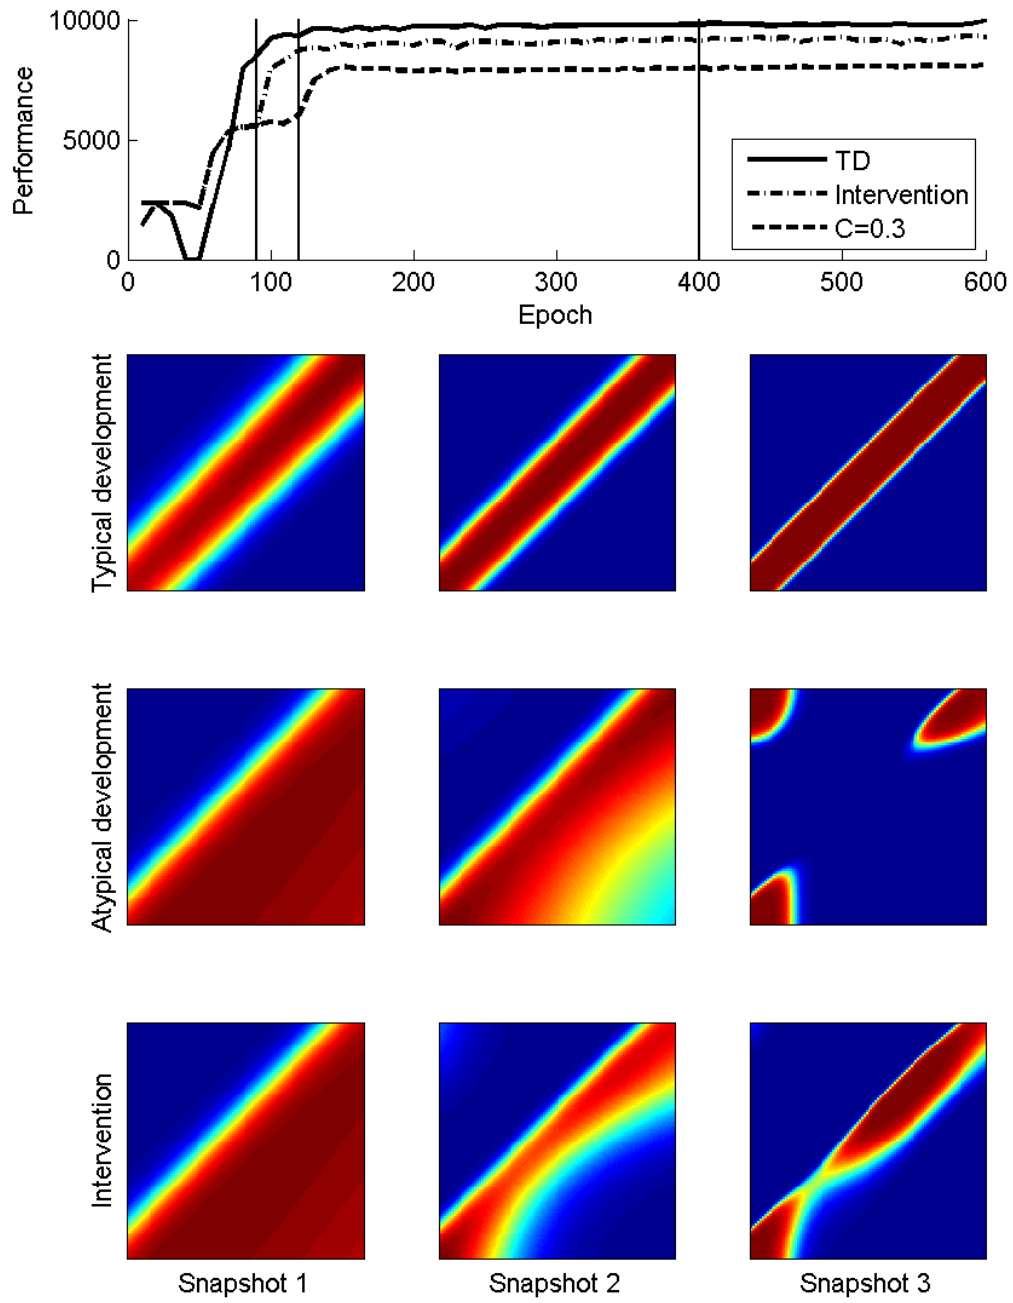 10000
5000
0
Performance
TD
Intervention
C=0.3
0 100 200 300 400 500 600
Epoch
Typical development
Atypical development
Intervention
Snapshot 1 Snapshot 2 Snapshot 3